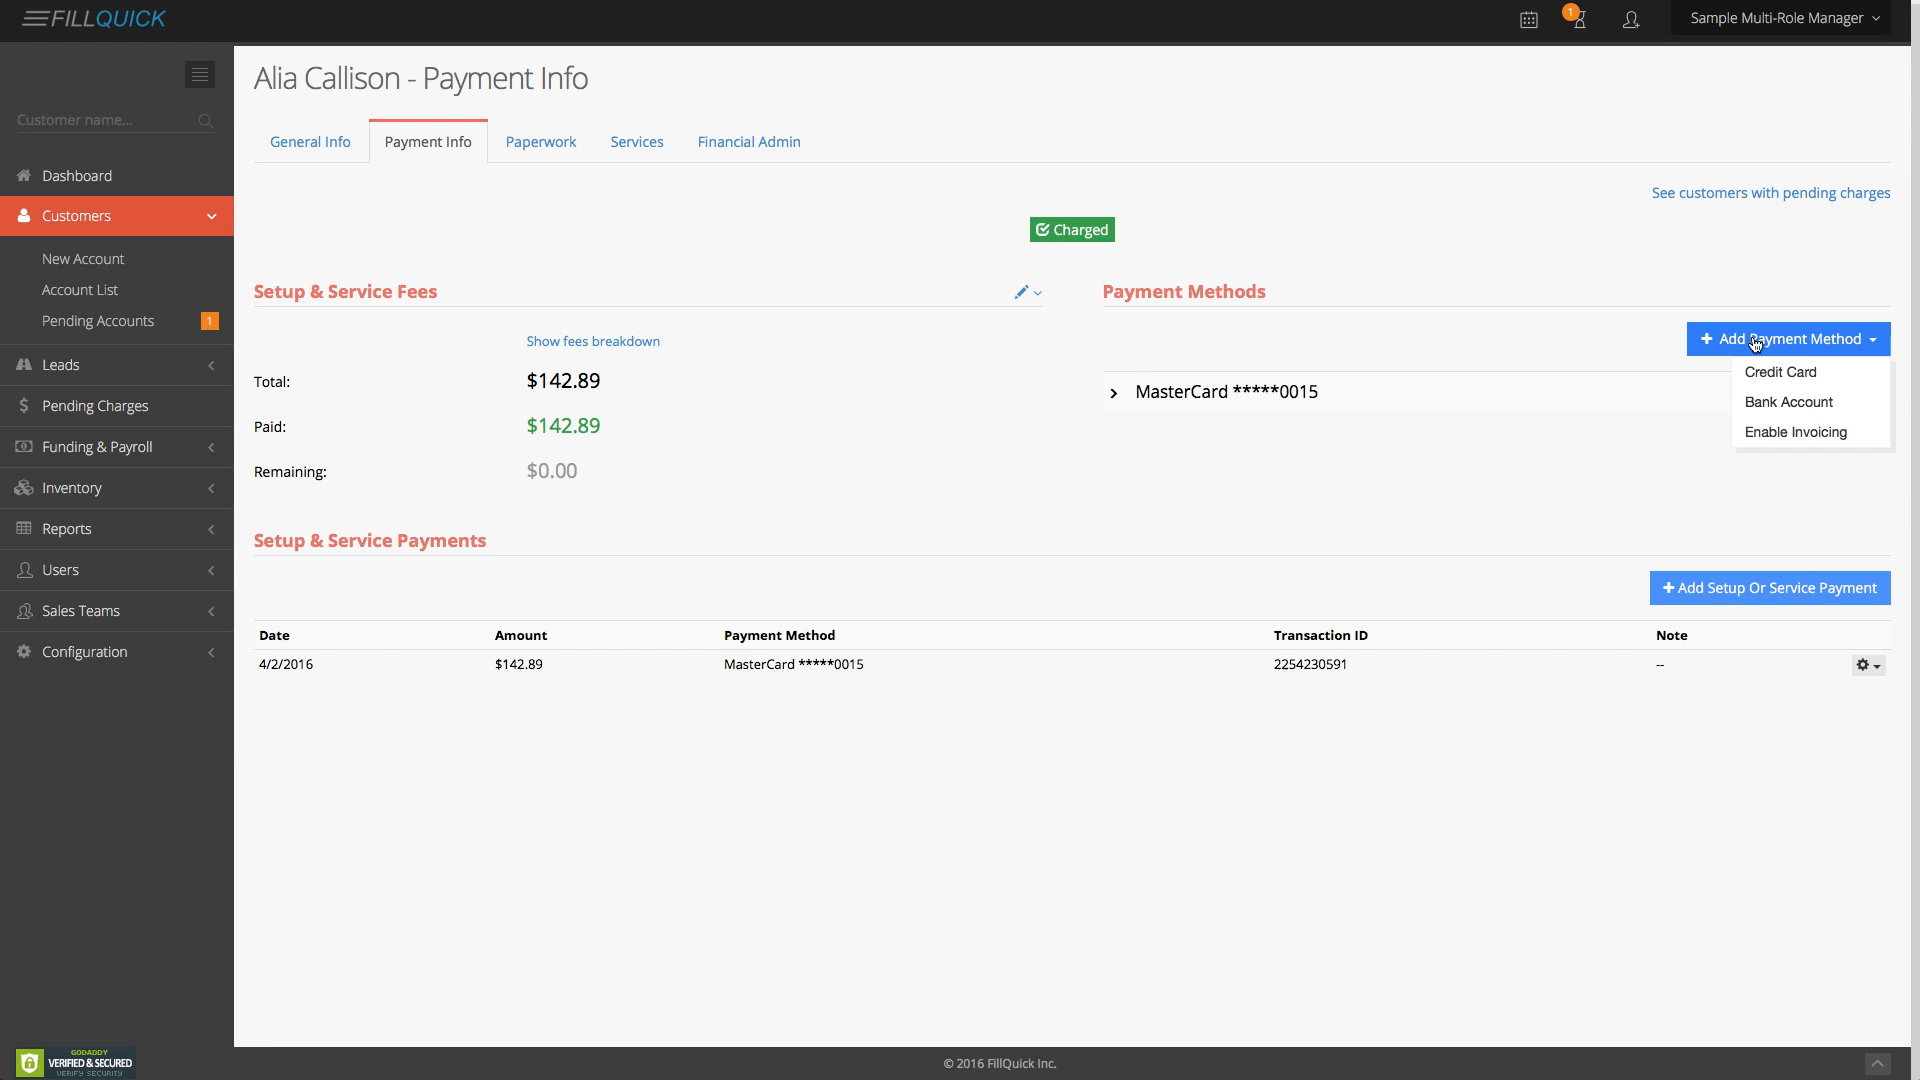 FILLQUICK
1
Sample Multi-Role Manager
Customer name...
Dashboard
Customers
New Account
Account List
Pending Accounts 1
Leads
Pending Charges
Funding & Payroll
Inventory
Reports
Users
Sales Teams
Configuration
Alia Callison - Payment Info
General Info Payment Info Paperwork Services Financial Admin
See customers with pending charges
Charged
Setup & Service Fees
Show fees breakdown
Total: $142.89
Paid: $142.89
Remaining: $0.00
Payment Methods
+ Add Payment Method
Credit Card
Bank Account
Enable Invoicing
MasterCard *****0015
Setup & Service Payments
+ Add Setup Or Service Payment
Date Amount Payment Method Transaction ID Note
4/2/2016 $142.89 MasterCard *****0015 2254230591 --
GODADDY
VERIFIED & SECURED
VERIFY SECURITY
© 2016 FillQuick Inc.